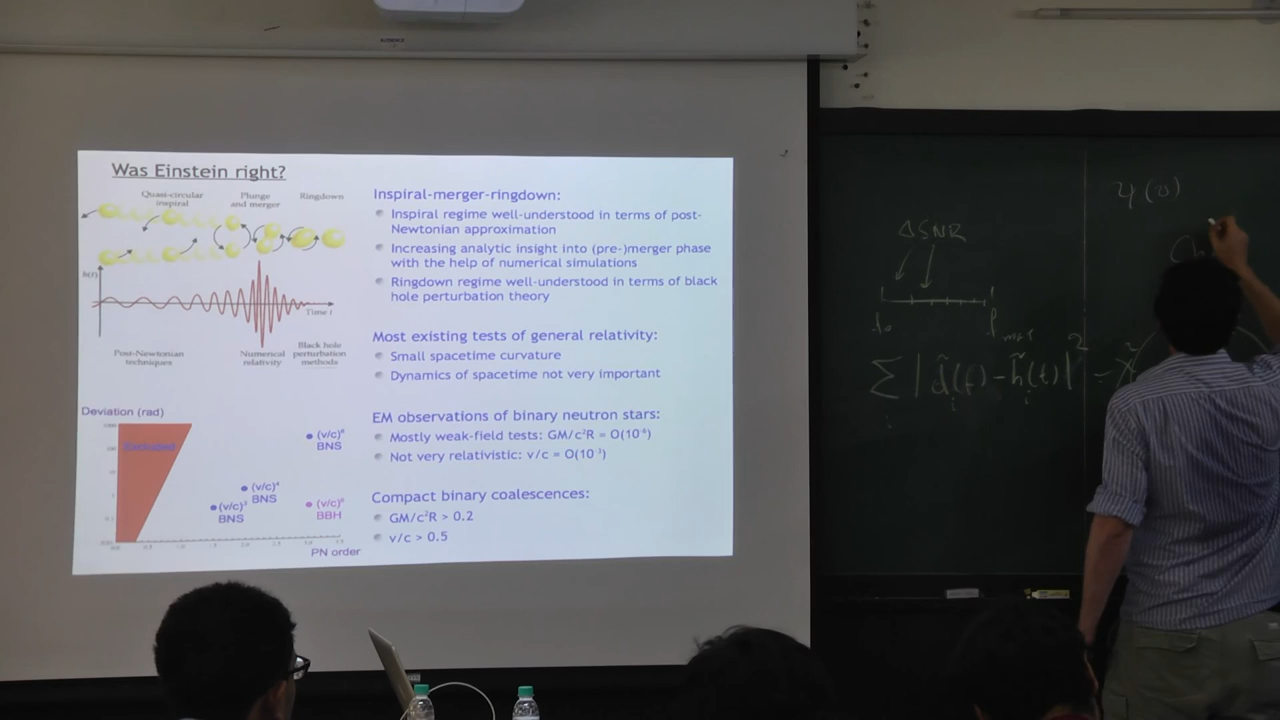 Was Einstein right?
Quasi-circular
inspiral
Plunge
and merger
Ringdown
h(t)
Time t
Post-Newtonian
techniques
Numerical
relativity
Black hole
perturbation
methods
Deviation (rad)
Excluded
(v/c)⁶
BNS
(v/c)⁴
BNS
(v/c)³
BNS
(v/c)⁶
BBH
PN order
Inspiral-merger-ringdown:
Inspiral regime well-understood in terms of post-
Newtonian approximation
Increasing analytic insight into (pre-)merger phase
with the help of numerical simulations
Ringdown regime well-understood in terms of black
hole perturbation theory
Most existing tests of general relativity:
Small spacetime curvature
Dynamics of spacetime not very important
EM observations of binary neutron stars:
Mostly weak-field tests: GM/c²R = O(10⁻⁶)
Not very relativistic: v/c = O(10⁻³)
Compact binary coalescences:
GM/c²R > 0.2
v/c > 0.5
ΔSNR
f₀ f max
Σ i | d̃ᵢ(f) - h̃ᵢ(f) |² =
Ψ(v)